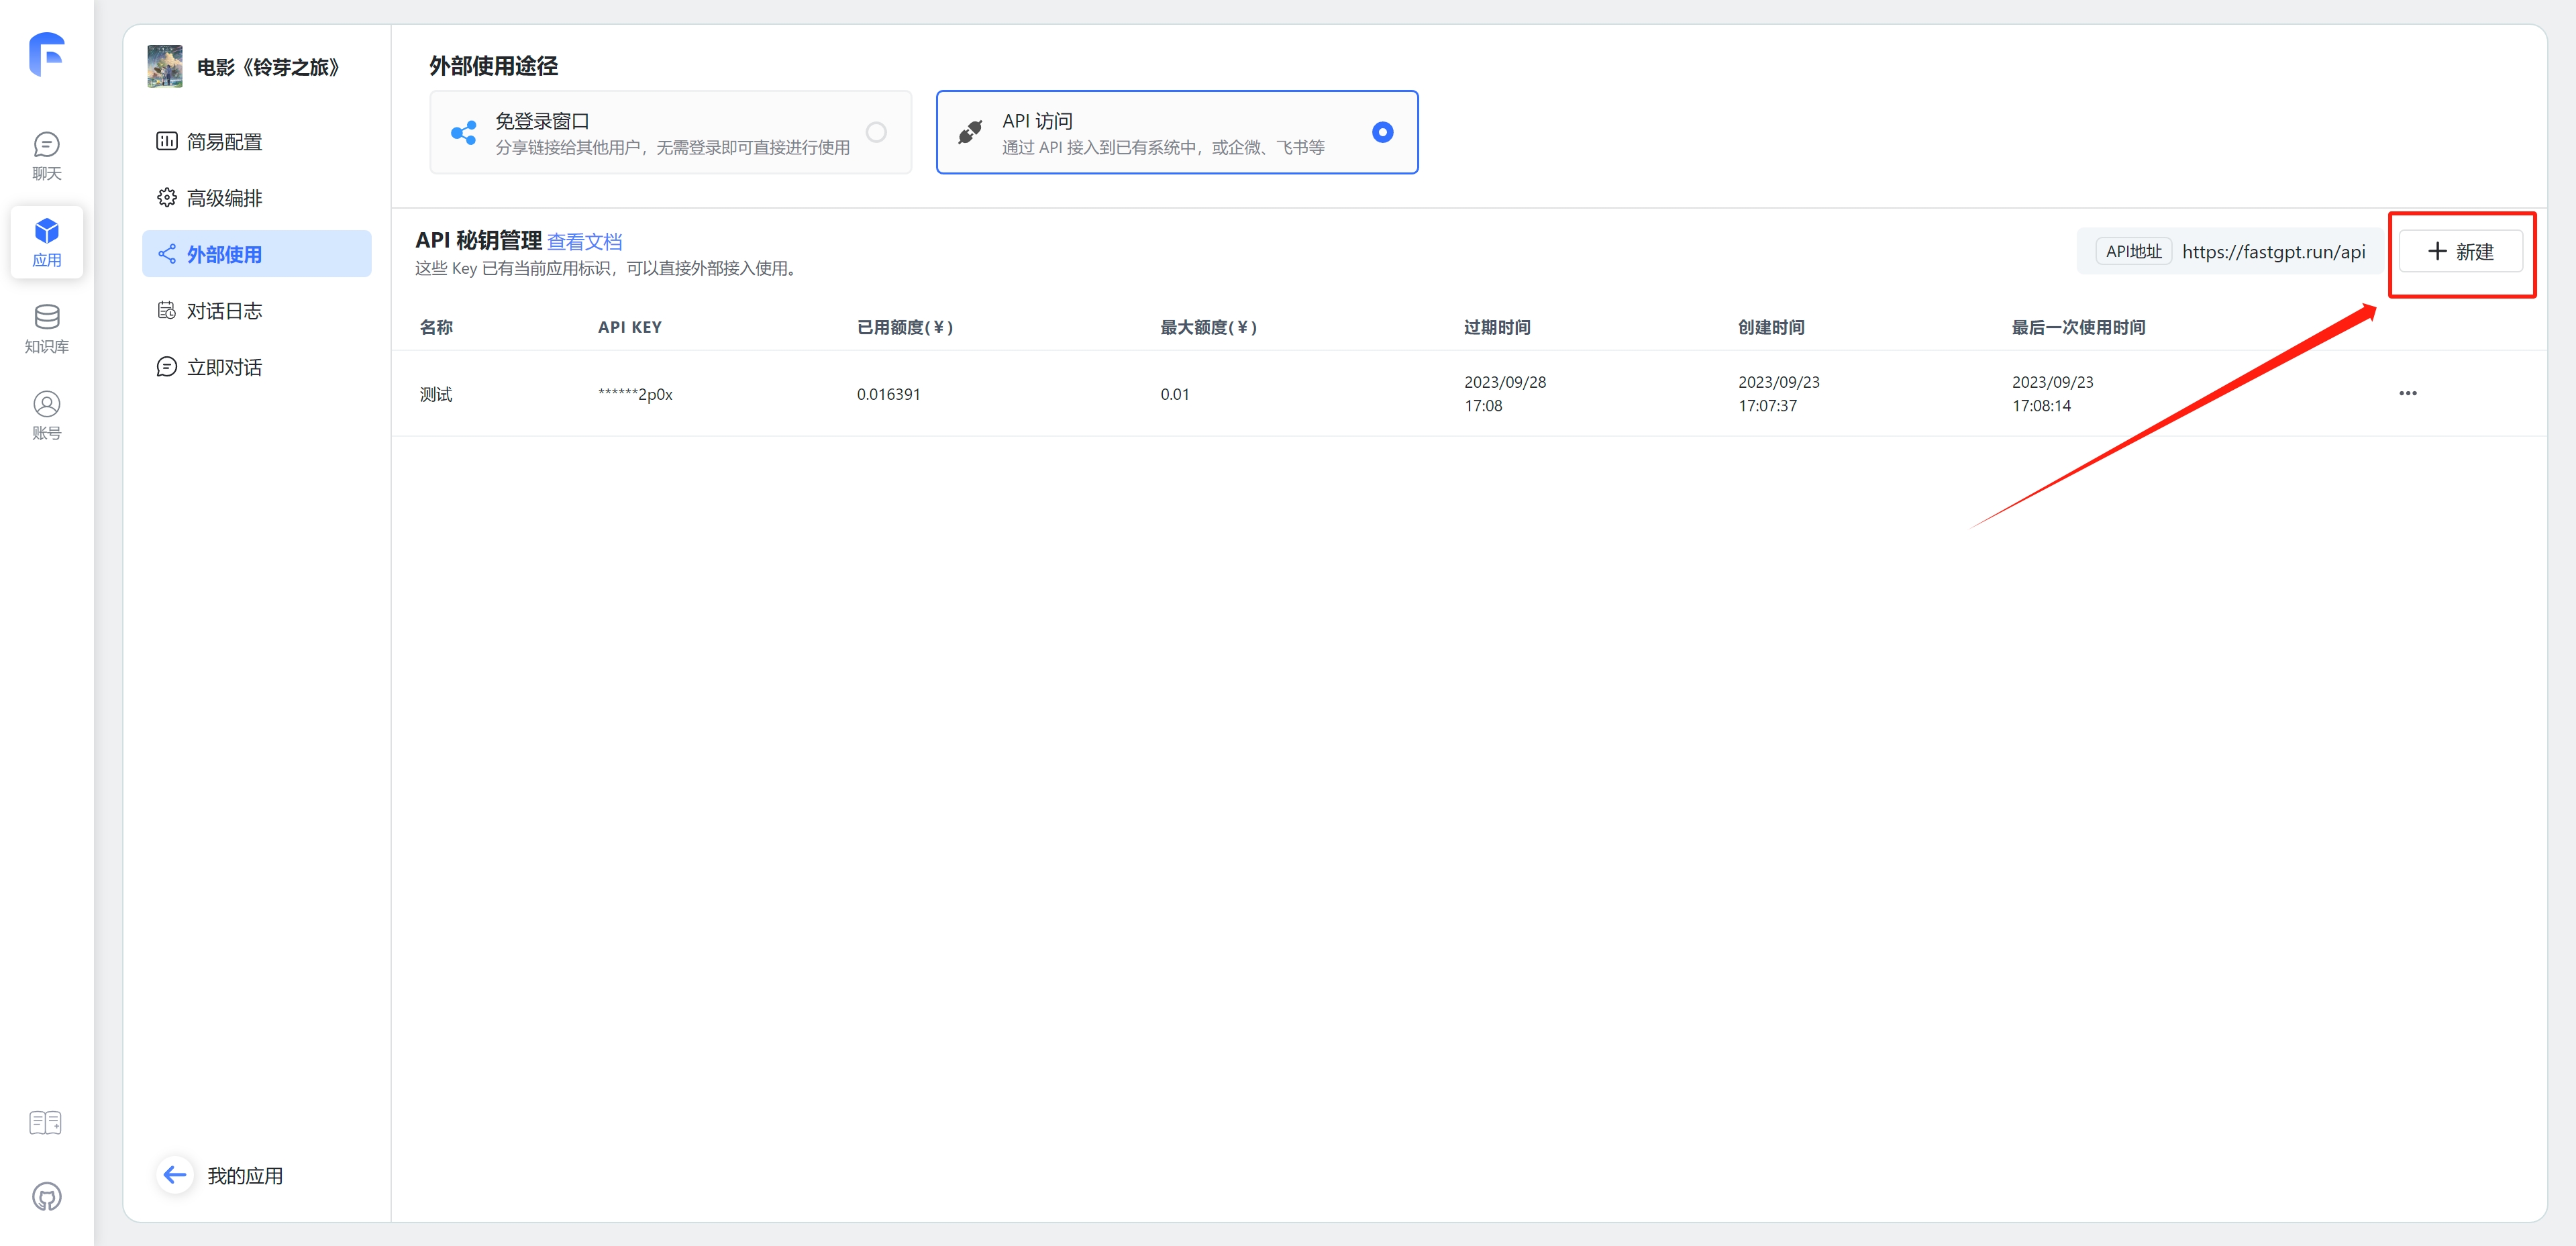 聊天
应用
知识库
账号
电影《铃芽之旅》
简易配置
高级编排
外部使用
对话日志
立即对话
我的应用
外部使用途径
免登录窗口
分享链接给其他用户，无需登录即可直接进行使用
API 访问
通过 API 接入到已有系统中，或企微、飞书等
API 秘钥管理 查看文档
这些 Key 已有当前应用标识，可以直接外部接入使用。
API地址 https://fastgpt.run/api
新建
名称 API KEY 已用额度(¥) 最大额度(¥) 过期时间 创建时间 最后一次使用时间
测试 ******2p0x 0.016391 0.01 2023/09/28 2023/09/23 2023/09/23
17:08 17:07:37 17:08:14